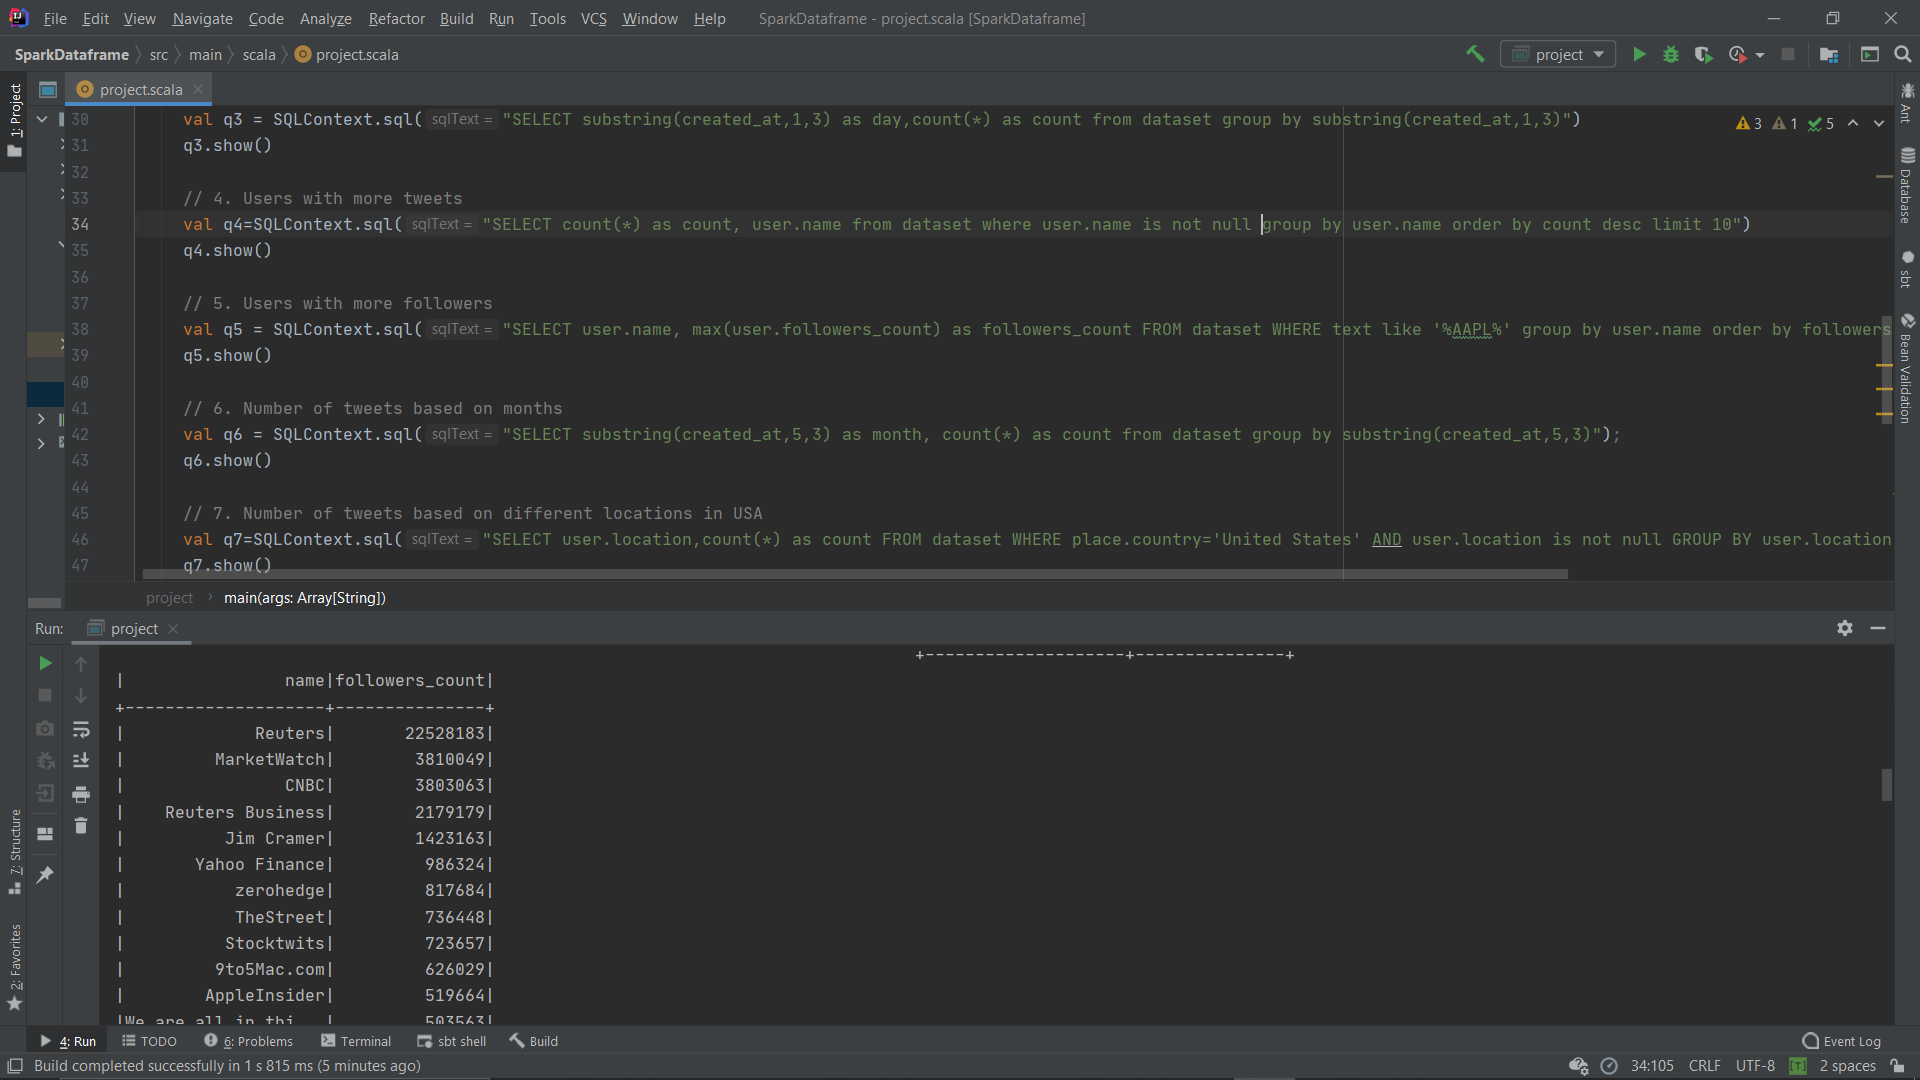 File Edit View Navigate Code Analyze Refactor Build Run Tools VCS Window Help SparkDataframe - project.scala [SparkDataframe]
SparkDataframe src main scala project.scala project
project.scala
1: Project
30 val q3 = SQLContext.sql( sqlText = "SELECT substring(created_at,1,3) as day,count(*) as count from dataset group by substring(created_at,1,3)")
3 1 5
31 q3.show()
32
33 // 4. Users with more tweets
34 val q4=SQLContext.sql( sqlText = "SELECT count(*) as count, user.name from dataset where user.name is not null group by user.name order by count desc limit 10")
35 q4.show()
36
37 // 5. Users with more followers
38 val q5 = SQLContext.sql( sqlText = "SELECT user.name, max(user.followers_count) as followers_count FROM dataset WHERE text like '%AAPL%' group by user.name order by followers
39 q5.show()
40
41 // 6. Number of tweets based on months
42 val q6 = SQLContext.sql( sqlText = "SELECT substring(created_at,5,3) as month, count(*) as count from dataset group by substring(created_at,5,3)");
43 q6.show()
44
45 // 7. Number of tweets based on different locations in USA
46 val q7=SQLContext.sql( sqlText = "SELECT user.location,count(*) as count FROM dataset WHERE place.country='United States' AND user.location is not null GROUP BY user.location
47 q7.show()
Ant
Database
sbt
Bean Validation
project main(args: Array[String])
Run: project
+--------------------+---------------+
| name|followers_count|
+--------------------+---------------+
| Reuters| 22528183|
| MarketWatch| 3810049|
| CNBC| 3803063|
| Reuters Business| 2179179|
| Jim Cramer| 1423163|
| Yahoo Finance| 986324|
| zerohedge| 817684|
| TheStreet| 736448|
| Stocktwits| 723657|
| 9to5Mac.com| 626029|
| AppleInsider| 519664|
|We are all in thi...| 503563|
7: Structure
2: Favorites
4: Run TODO 6: Problems Terminal sbt shell Build Event Log
Build completed successfully in 1 s 815 ms (5 minutes ago) 34:105 CRLF UTF-8 [T] 2 spaces